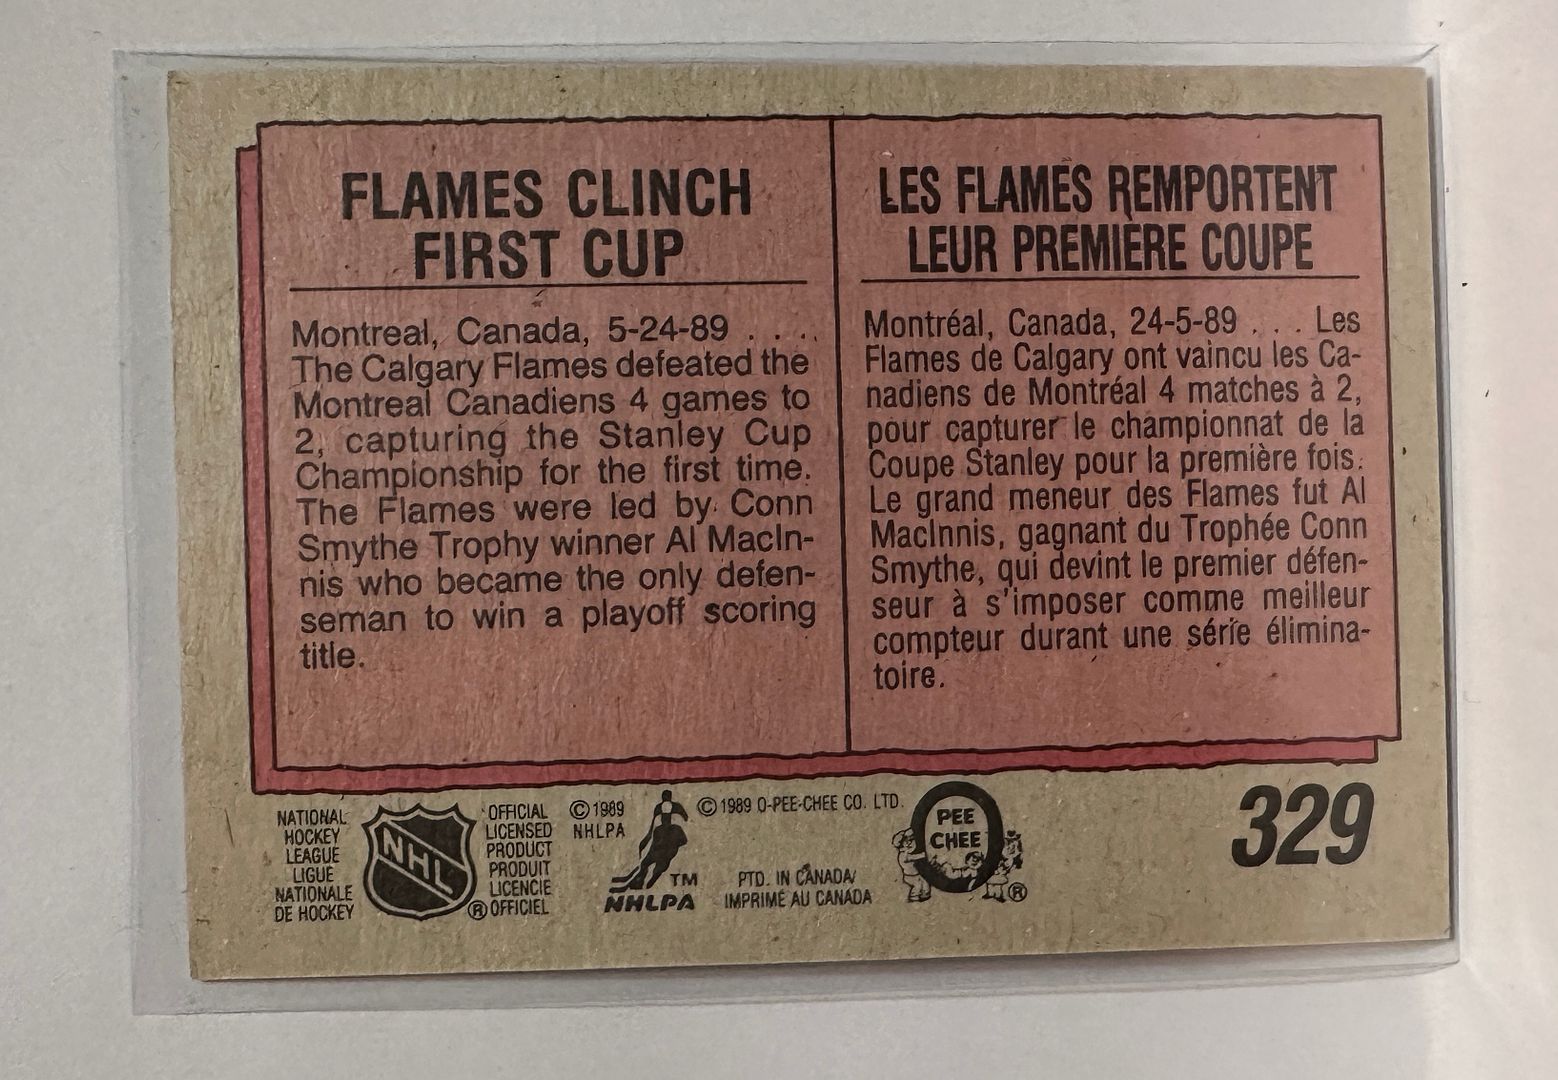 FLAMES CLINCH
FIRST CUP
Montreal, Canada, 5-24-89 . . . .
The Calgary Flames defeated the
Montreal Canadiens 4 games to
2, capturing the Stanley Cup
Championship for the first time.
The Flames were led by Conn
Smythe Trophy winner Al MacIn-
nis who became the only defen-
seman to win a playoff scoring
title.
LES FLAMES REMPORTENT
LEUR PREMIÈRE COUPE
Montréal, Canada, 24-5-89 . . . Les
Flames de Calgary ont vaincu les Ca-
nadiens de Montréal 4 matches à 2,
pour capturer le championnat de la
Coupe Stanley pour la première fois.
Le grand meneur des Flames fut Al
MacInnis, gagnant du Trophée Conn
Smythe, qui devint le premier défen-
seur à s'imposer comme meilleur
compteur durant une série élimina-
toire.
NATIONAL
HOCKEY
LEAGUE
LIGUE
NATIONALE
DE HOCKEY
NHL
OFFICIAL
LICENSED
PRODUCT
PRODUIT
LICENCIE
® OFFICIEL
© 1989
NHLPA
TM
NHLPA
© 1989 O-PEE-CHEE CO. LTD.
PTD. IN CANADA/
IMPRIMÉ AU CANADA
O
PEE
CHEE
®
329